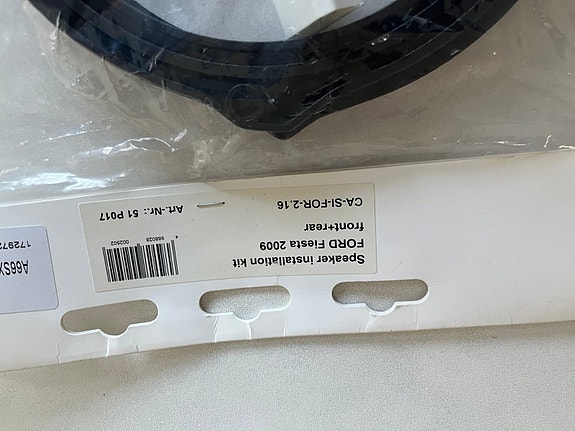 Speaker installation kit
FORD Fiesta 2009
front+rear
CA-SI-FOR-2.16
Art.-Nr.: 51 P017